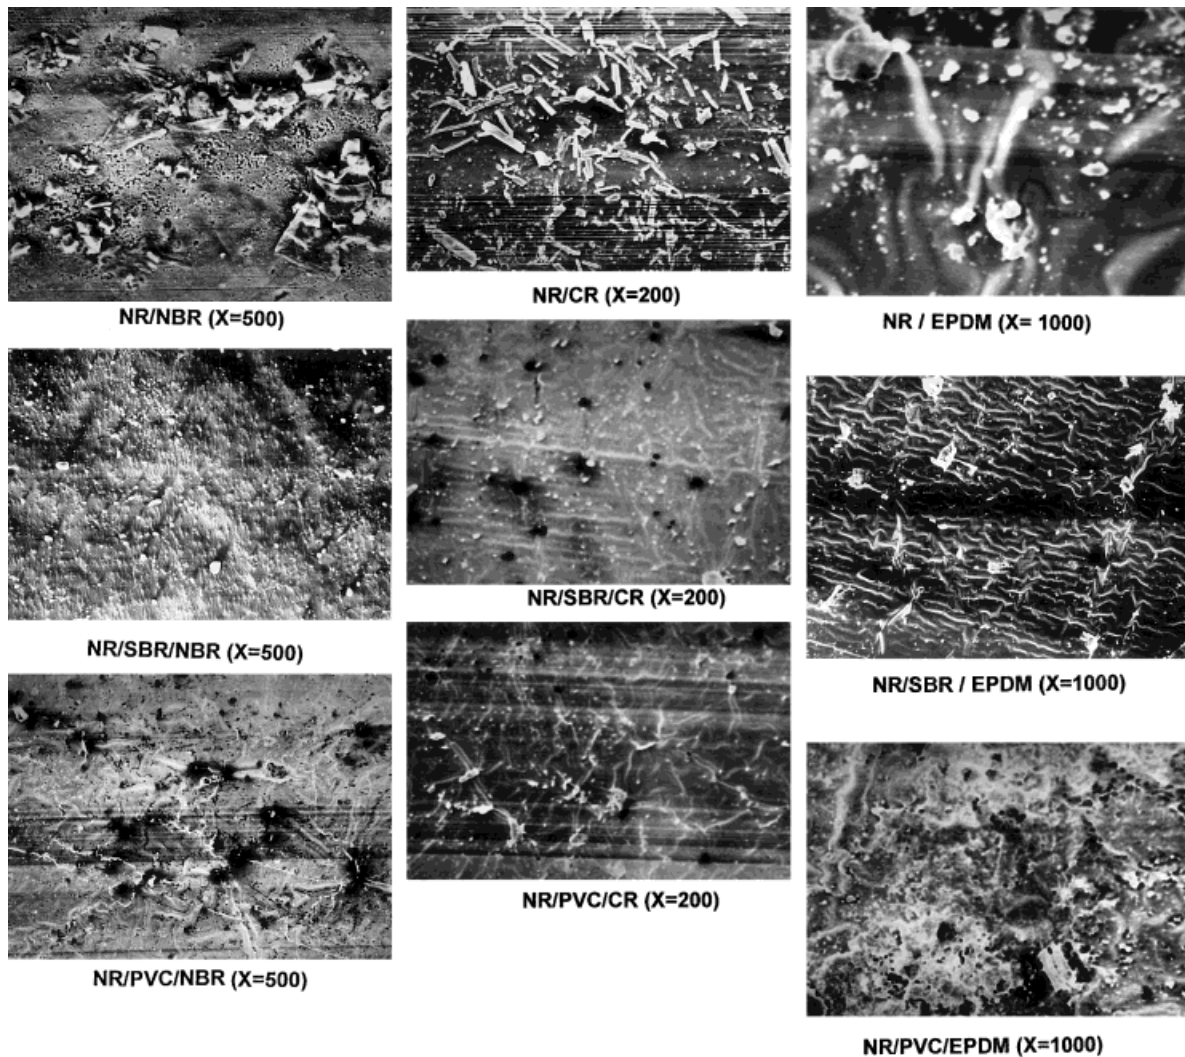 NR/NBR (X=500)
NR/CR (X=200)
NR / EPDM (X= 1000)
NR/SBR/NBR (X=500)
NR/SBR/CR (X=200)
NR/SBR / EPDM (X=1000)
NR/PVC/NBR (X=500)
NR/PVC/CR (X=200)
NR/PVC/EPDM (X=1000)